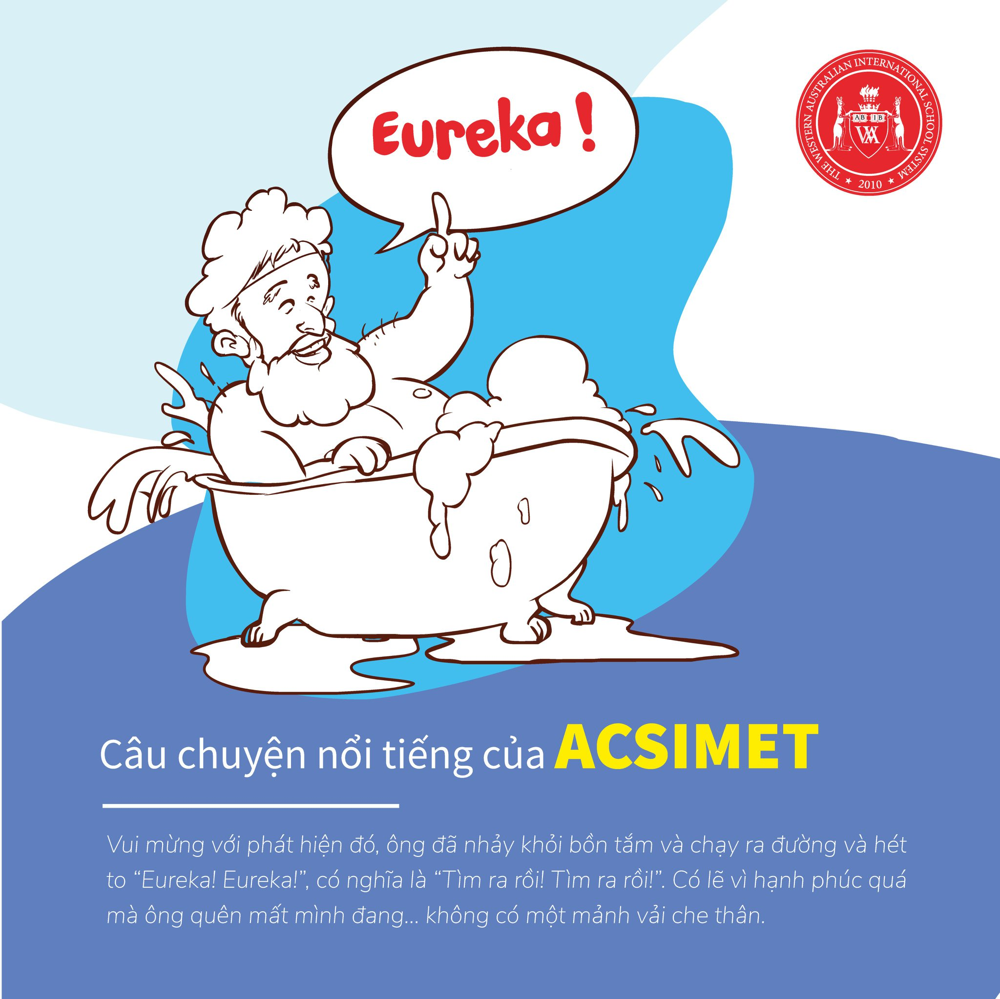 Eureka!
THE WESTERN AUSTRALIAN INTERNATIONAL SCHOOL SYSTEM
AB IB
WA
★ 2010 ★
Câu chuyện nổi tiếng của ACSIMET
Vui mừng với phát hiện đó, ông đã nhảy khỏi bồn tắm và chạy ra đường và hét
to “Eureka! Eureka!”, có nghĩa là “Tìm ra rồi! Tìm ra rồi!”. Có lẽ vì hạnh phúc quá
mà ông quên mất mình đang... không có một mảnh vải che thân.